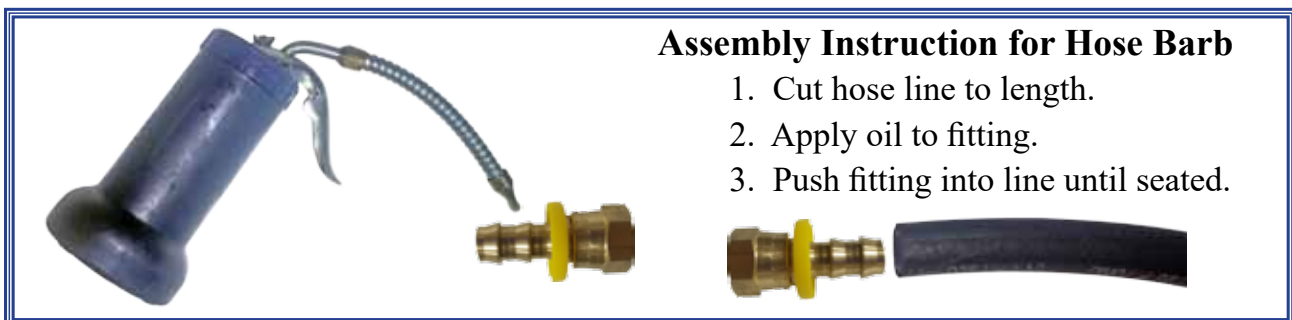 Assembly Instruction for Hose Barb
1. Cut hose line to length.
2. Apply oil to fitting.
3. Push fitting into line until seated.